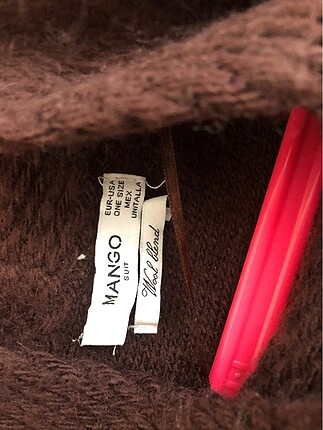 MANGO
SUIT
EUR-USA
ONE SIZE
MEX
UNITALLA
Wool blend